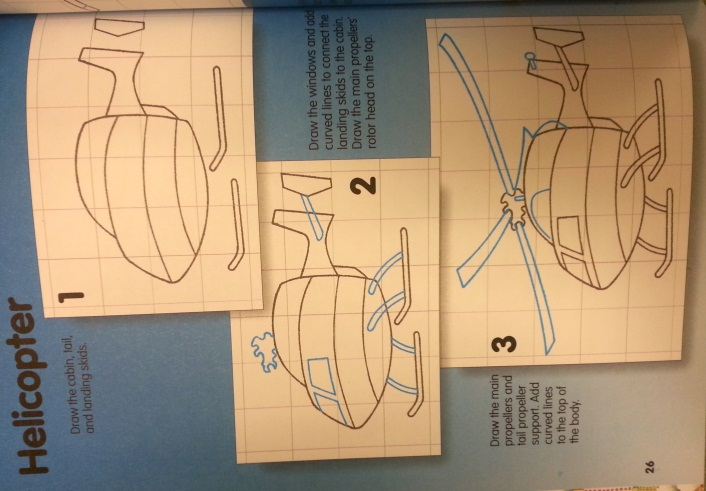 Helicopter
1
Draw the cabin, tail,
and landing skids.
2
Draw the windows and add
curved lines to connect the
landing skids to the cabin.
Draw the main propellers'
rotor head on the top.
3
Draw the main
propellers and
tail propeller
support. Add
curved lines
to the top of
the body.
26